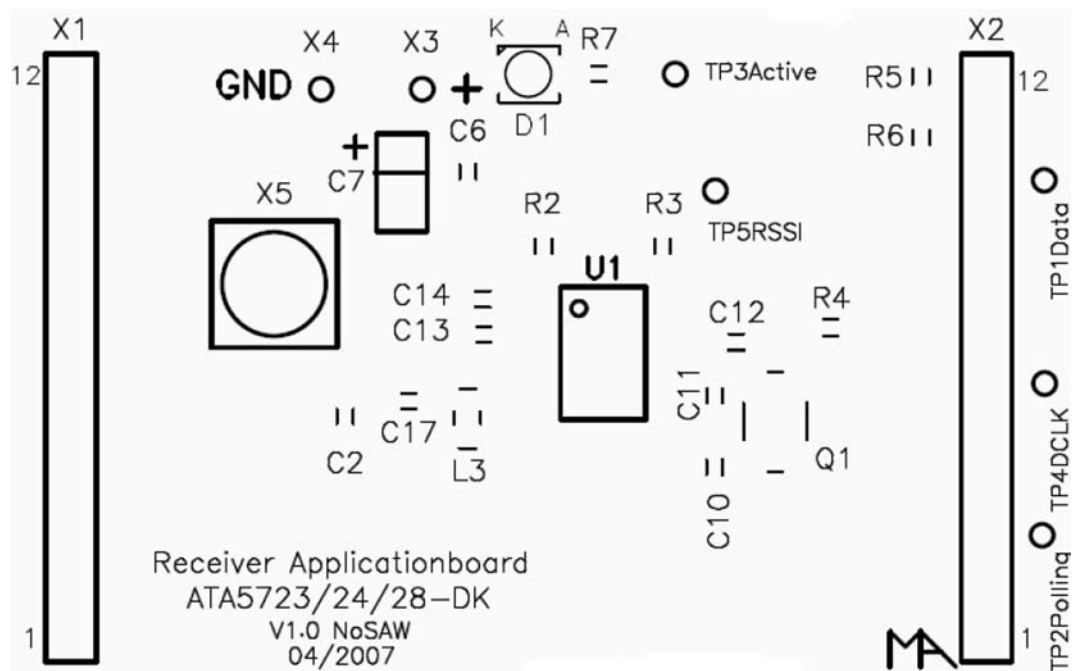 X1
X2
12
12
X4
X3
K
A
R7
GND
+
TP3Active
R5
D1
C6
R6
+
C7
X5
R2
R3
TP5RSSI
TP1Data
U1
C14
C13
C12
R4
C11
C17
C2
L3
Q1
TP4DCLK
C10
TP2Polling
Receiver Applicationboard
ATA5723/24/28-DK
V1.0 NoSAW
04/2007
1
MA
1